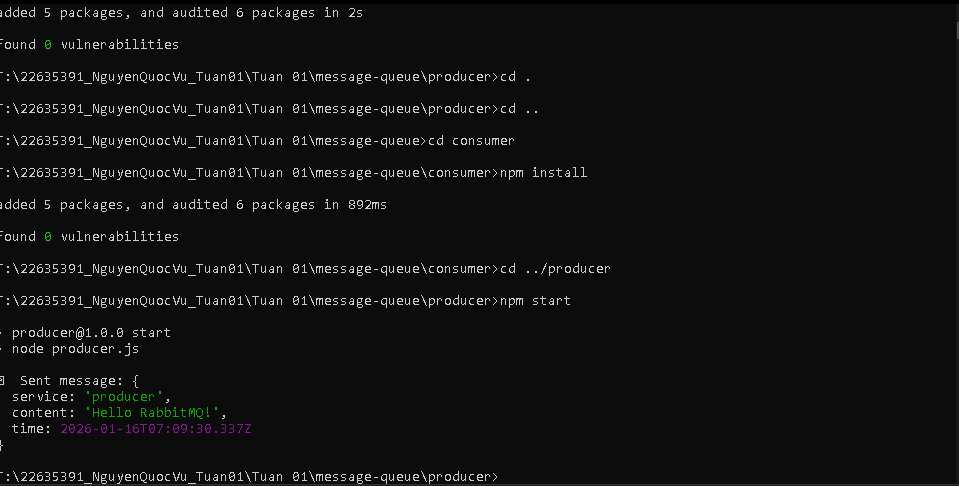 added 5 packages, and audited 6 packages in 2s
found 0 vulnerabilities
T:\22635391_NguyenQuocVu_Tuan01\Tuan 01\message-queue\producer>cd .
T:\22635391_NguyenQuocVu_Tuan01\Tuan 01\message-queue\producer>cd ..
T:\22635391_NguyenQuocVu_Tuan01\Tuan 01\message-queue>cd consumer
T:\22635391_NguyenQuocVu_Tuan01\Tuan 01\message-queue\consumer>npm install
added 5 packages, and audited 6 packages in 892ms
found 0 vulnerabilities
T:\22635391_NguyenQuocVu_Tuan01\Tuan 01\message-queue\consumer>cd ../producer
T:\22635391_NguyenQuocVu_Tuan01\Tuan 01\message-queue\producer>npm start
> producer@1.0.0 start
> node producer.js
Sent message: {
service: 'producer',
content: 'Hello RabbitMQ!',
time: 2026-01-16T07:09:30.337Z
}
T:\22635391_NguyenQuocVu_Tuan01\Tuan 01\message-queue\producer>